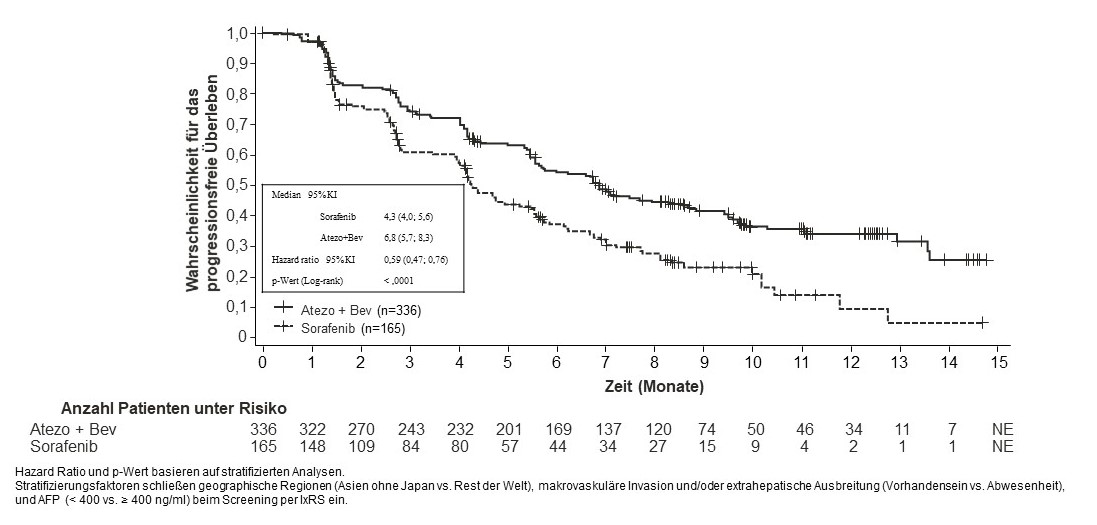 Wahrscheinlichkeit für das
progressionsfreie Überleben
1,0
0,9
0,8
0,7
0,6
0,5
0,4
0,3
0,2
0,1
0
Median 95%KI
Sorafenib 4,3 (4,0; 5,6)
Atezo+Bev 6,8 (5,7; 8,3)
Hazard ratio 95%KI 0,59 (0,47; 0,76)
p-Wert (Log-rank) < ,0001
Atezo + Bev (n=336)
Sorafenib (n=165)
0 1 2 3 4 5 6 7 8 9 10 11 12 13 14 15
Zeit (Monate)
Anzahl Patienten unter Risiko
Atezo + Bev 336 322 270 243 232 201 169 137 120 74 50 46 34 11 7 NE
Sorafenib 165 148 109 84 80 57 44 34 27 15 9 4 2 1 1 NE
Hazard Ratio und p-Wert basieren auf stratifizierten Analysen.
Stratifizierungsfaktoren schließen geographische Regionen (Asien ohne Japan vs. Rest der Welt), makrovaskuläre Invasion und/oder extrahepatische Ausbreitung (Vorhandensein vs. Abwesenheit),
und AFP (< 400 vs. ≥ 400 ng/ml) beim Screening per IxRS ein.